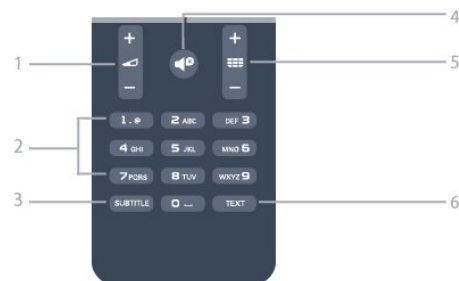 4
+ +
1 5
− −
1.@ 2 ABC DEF 3
2
4 GHI 5 JKL MNO 6
7 PQRS 8 TUV WXYZ 9
3 SUBTITLE 0 ⎵ TEXT 6